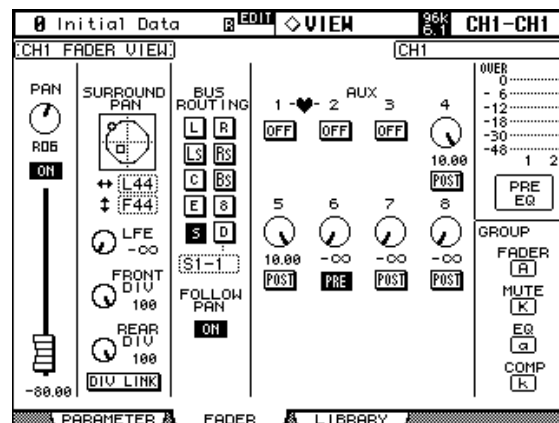 0 Initial Data EDIT VIEW 96K 6.1 CH1-CH1
CH1 FADER VIEW CH1
PAN
R06
ON
-80.00
SURROUND PAN
↔ L44
↕ F44
LFE
-∞
FRONT DIV
100
REAR DIV
100
DIV LINK
BUS ROUTING
L R
LS RS
C BS
E 8
S D
S1-1
FOLLOW PAN
ON
AUX
1 -♥- 2 3 4
OFF OFF OFF
10.00
POST
5 6 7 8
10.00 -∞ -∞ -∞
POST PRE POST POST
OVER
0
- 6
-12
-18
-30
-48
1 2
PRE EQ
GROUP
FADER
A
MUTE
K
EQ
a
COMP
k
PARAMETER FADER LIBRARY